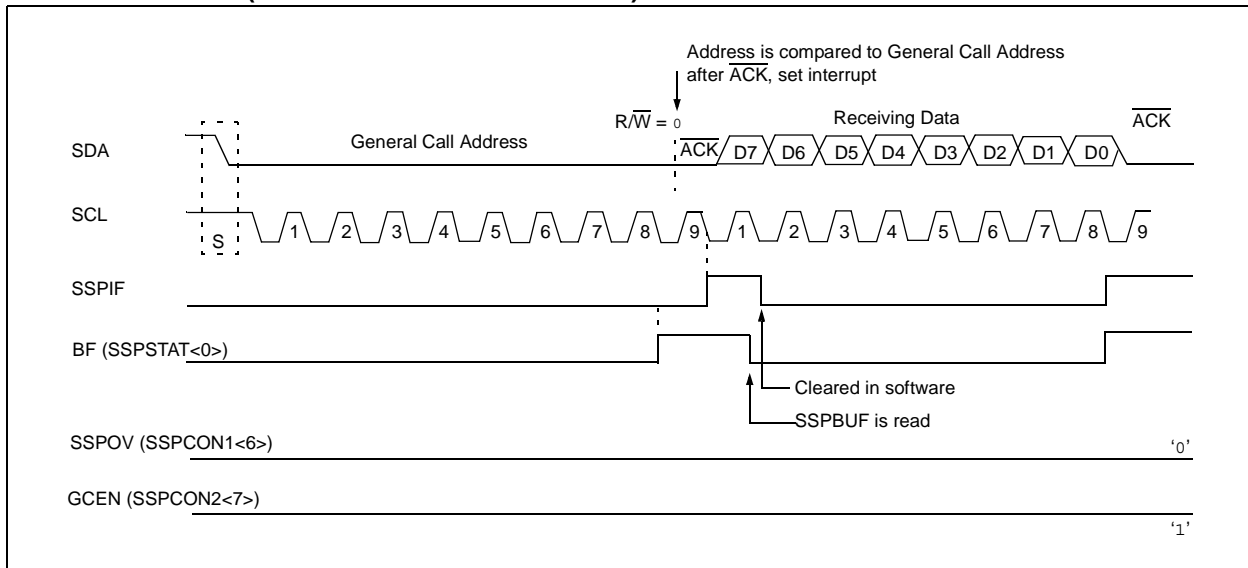 Address is compared to General Call Address
after ACK, set interrupt
R/W = 0
Receiving Data
ACK
SDA
General Call Address
ACK
D7 D6 D5 D4 D3 D2 D1 D0
SCL
S
1 2 3 4 5 6 7 8 9 1 2 3 4 5 6 7 8 9
SSPIF
BF (SSPSTAT<0>)
Cleared in software
SSPBUF is read
SSPOV (SSPCON1<6>)
‘0’
GCEN (SSPCON2<7>)
‘1’